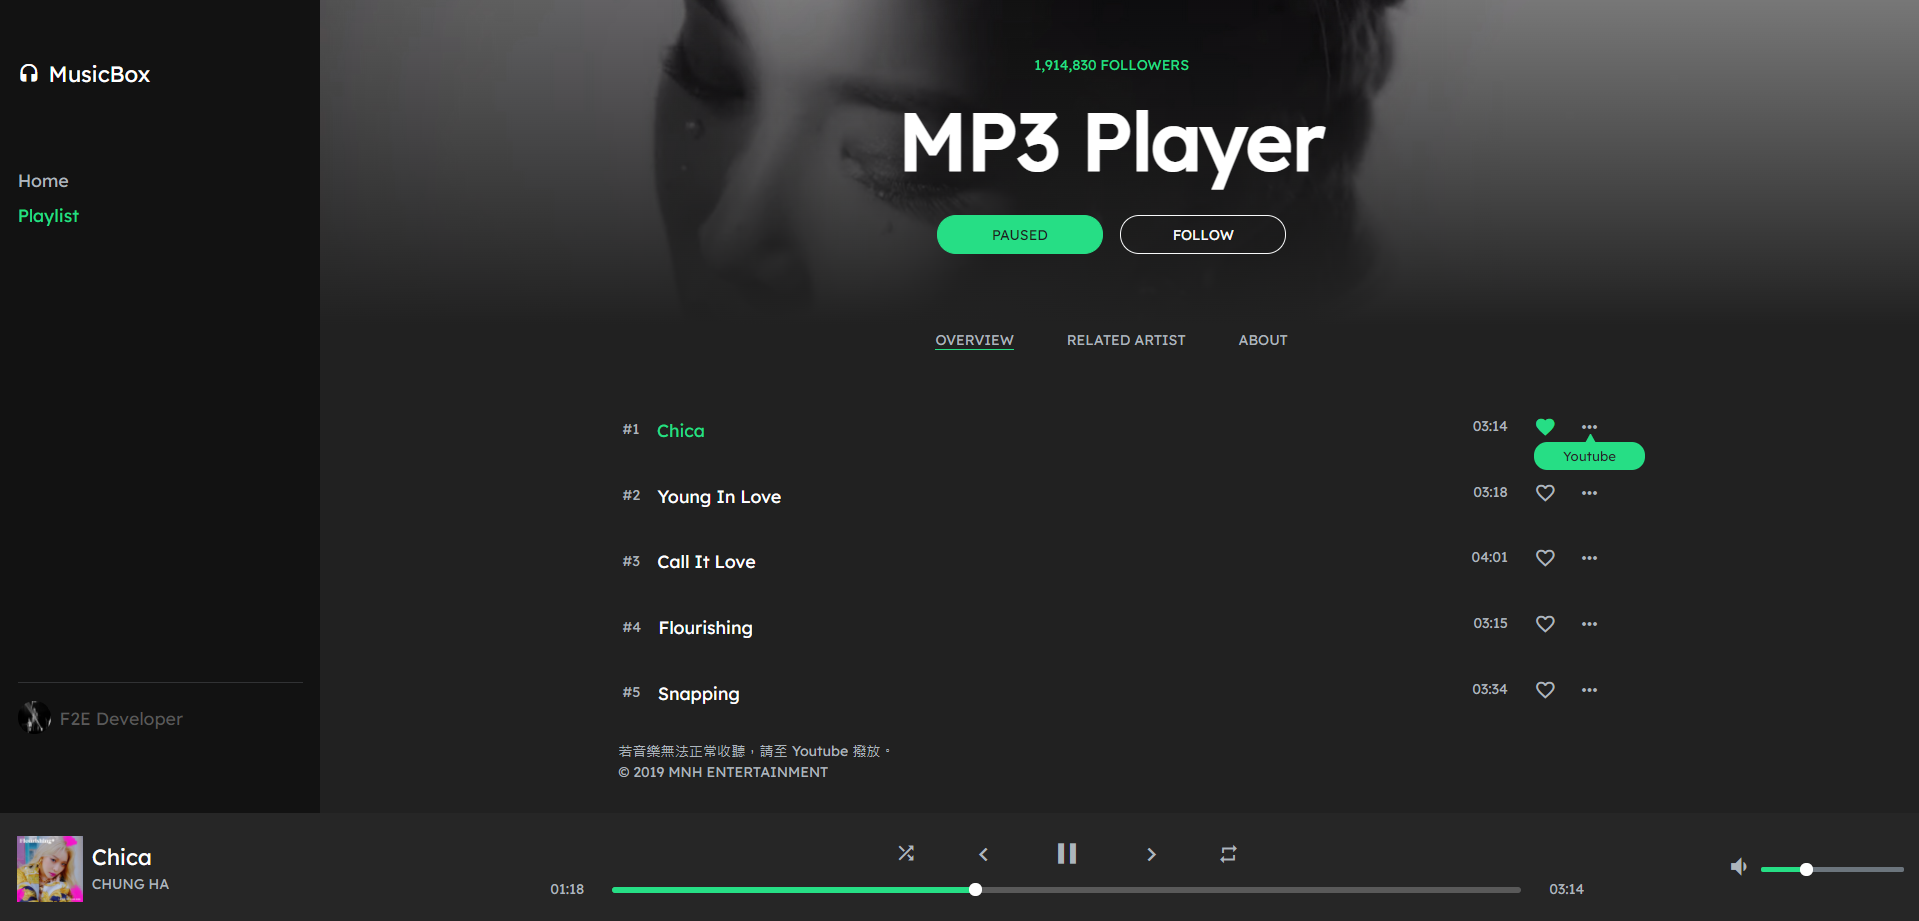 MusicBox
Home
Playlist
F2E Developer
1,914,830 FOLLOWERS
MP3 Player
PAUSED
FOLLOW
OVERVIEW RELATED ARTIST ABOUT
#1 Chica 03:14
Youtube
#2 Young In Love 03:18
#3 Call It Love 04:01
#4 Flourishing 03:15
#5 Snapping 03:34
若音樂無法正常收聽，請至 Youtube 撥放。
© 2019 MNH ENTERTAINMENT
Flourishing
Chica
CHUNG HA
01:18
03:14